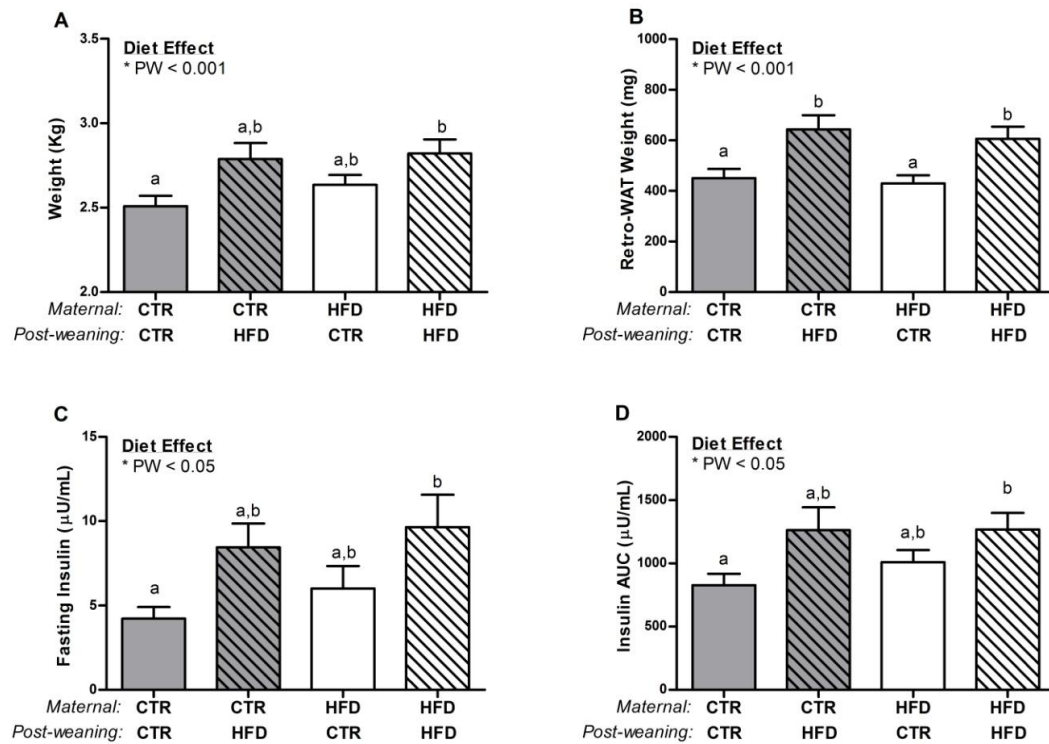 A
Diet Effect
* PW < 0.001
Weight (Kg)
3.5
3.0
2.5
2.0
a
a,b
a,b
b
Maternal: CTR CTR HFD HFD
Post-weaning: CTR HFD CTR HFD
B
Diet Effect
* PW < 0.001
Retro-WAT Weight (mg)
1000
800
600
400
200
0
a
b
a
b
Maternal: CTR CTR HFD HFD
Post-weaning: CTR HFD CTR HFD
C
Diet Effect
* PW < 0.05
Fasting Insulin (μU/mL)
15
10
5
0
a
a,b
a,b
b
Maternal: CTR CTR HFD HFD
Post-weaning: CTR HFD CTR HFD
D
Diet Effect
* PW < 0.05
Insulin AUC (μU/mL)
2000
1500
1000
500
0
a
a,b
a,b
b
Maternal: CTR CTR HFD HFD
Post-weaning: CTR HFD CTR HFD